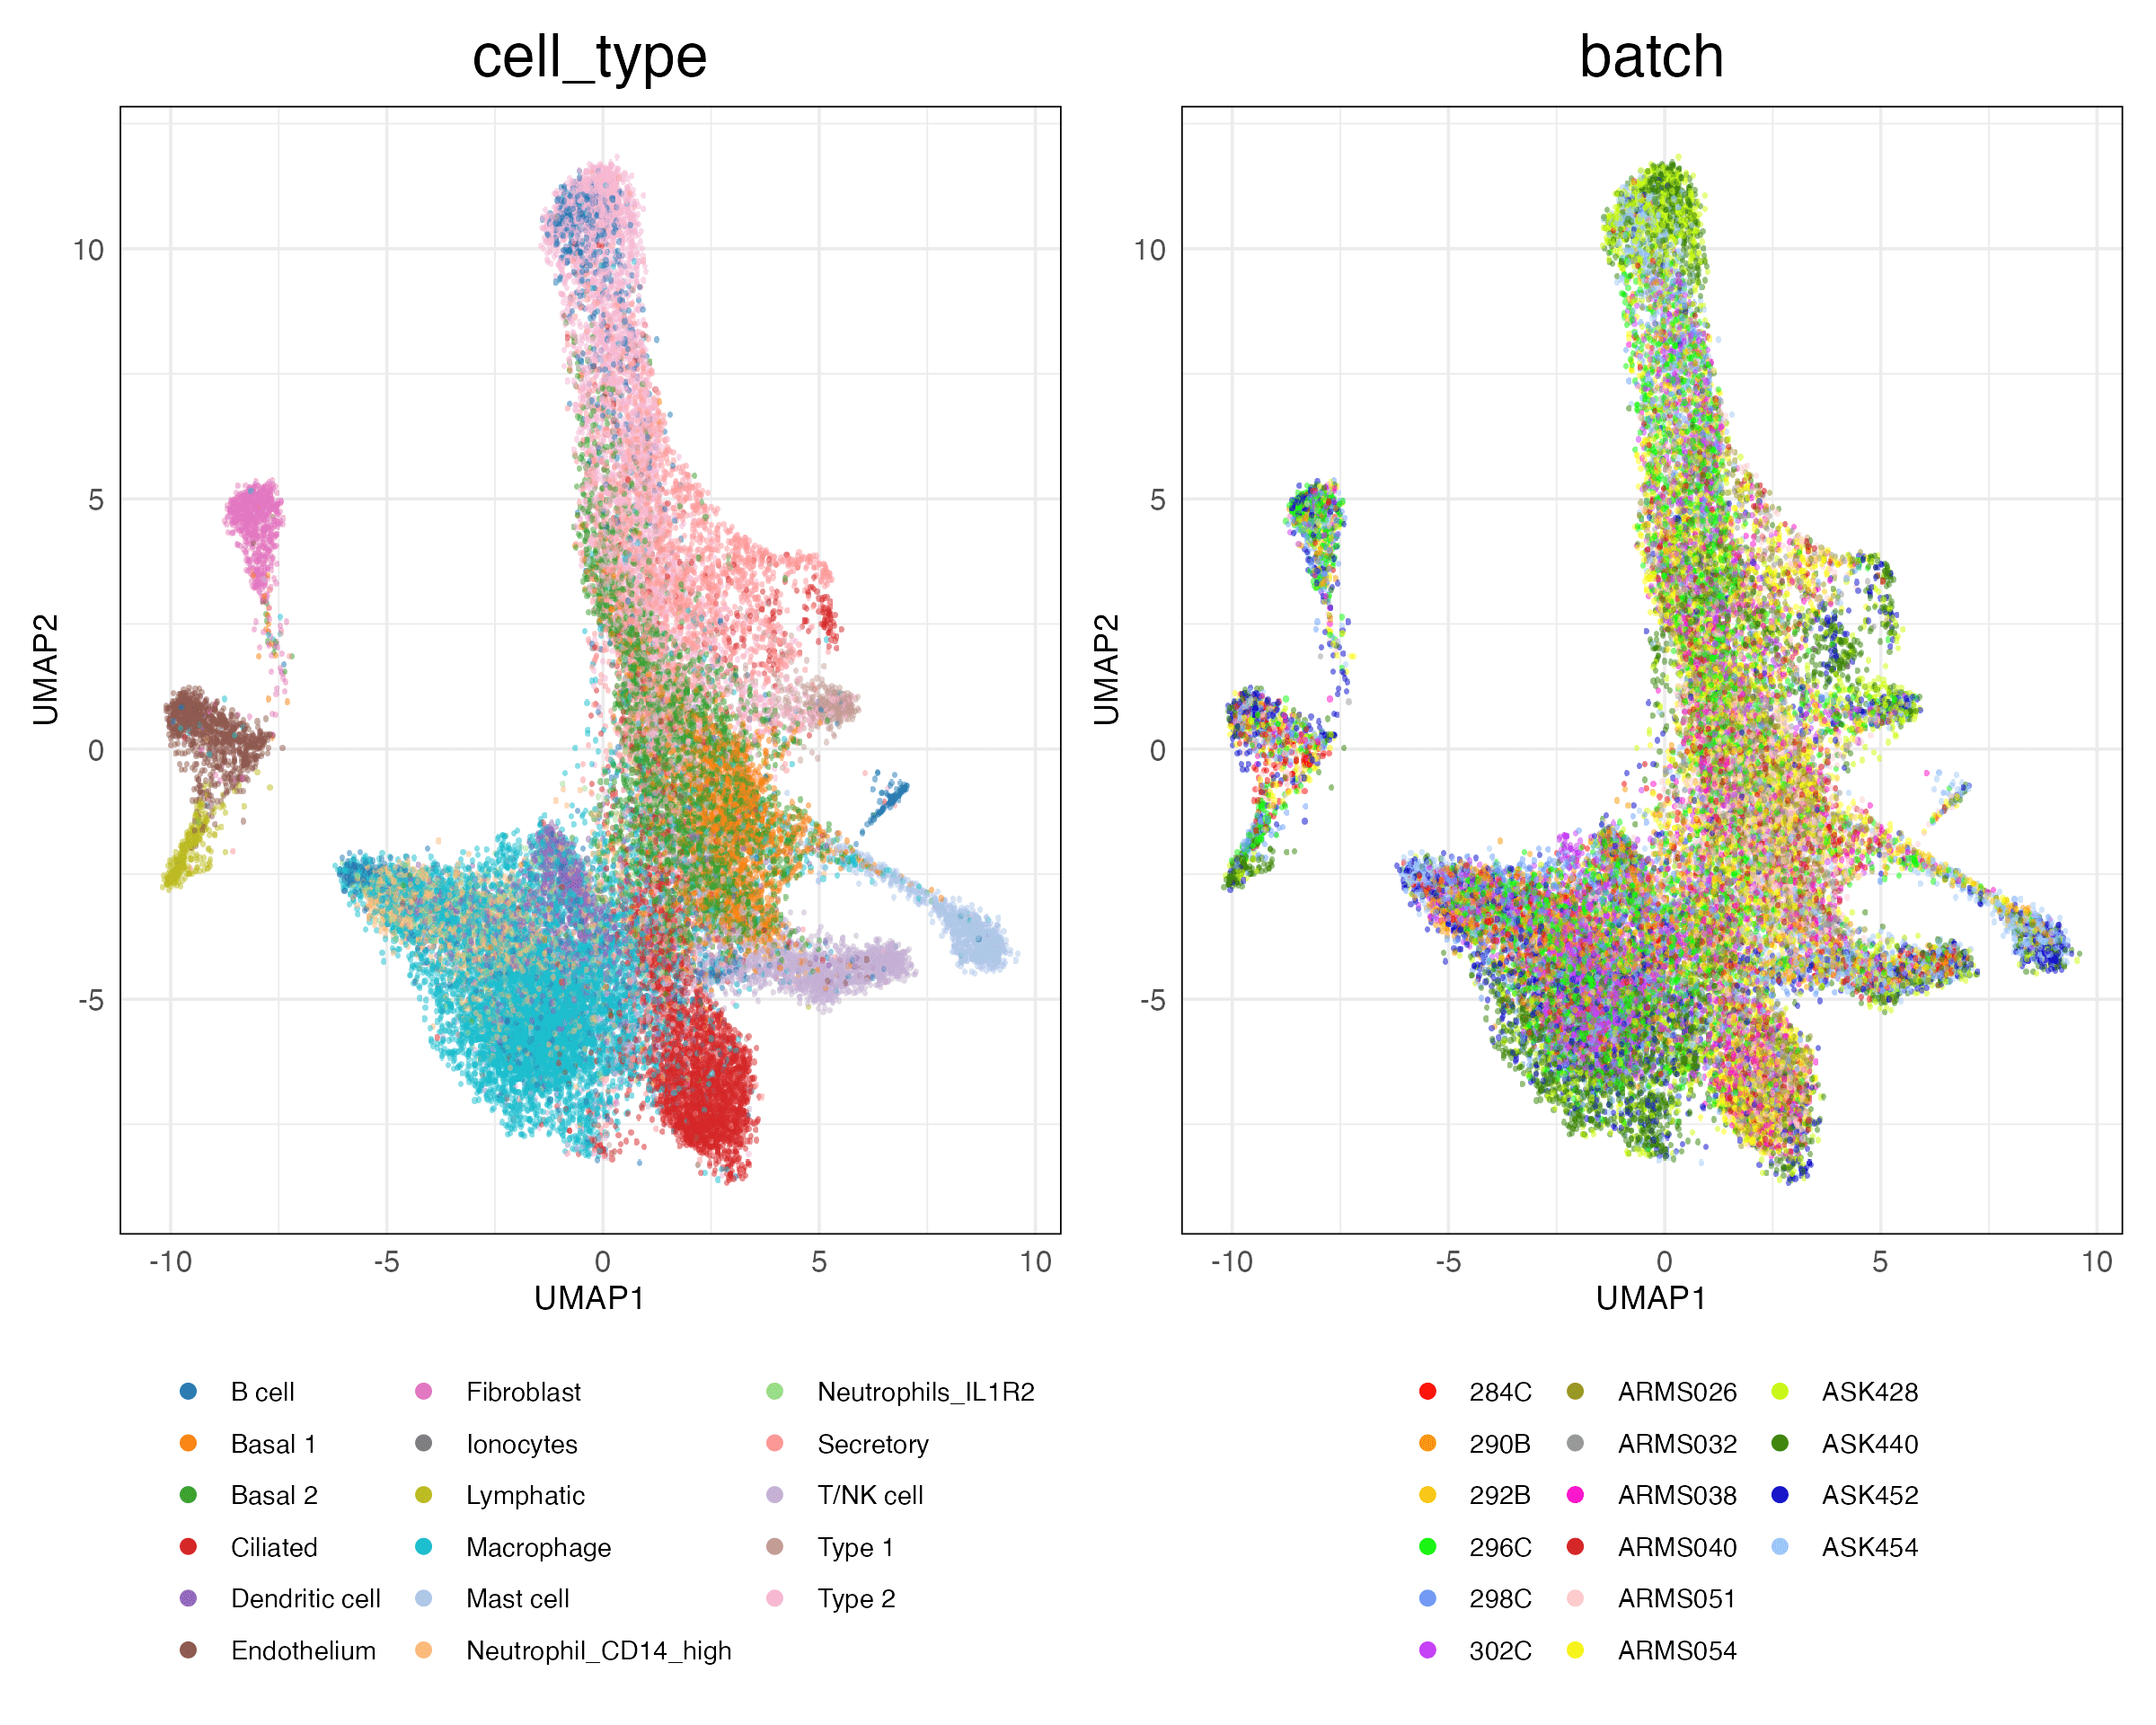 cell_type
UMAP2
10
5
0
-5
-10
-5
0
5
10
UMAP1
B cell
Basal 1
Basal 2
Ciliated
Dendritic cell
Endothelium
Fibroblast
Ionocytes
Lymphatic
Macrophage
Mast cell
Neutrophil_CD14_high
Neutrophils_IL1R2
Secretory
T/NK cell
Type 1
Type 2
batch
UMAP2
10
5
0
-5
-10
-5
0
5
10
UMAP1
284C
290B
292B
296C
298C
302C
ARMS026
ARMS032
ARMS038
ARMS040
ARMS051
ARMS054
ASK428
ASK440
ASK452
ASK454